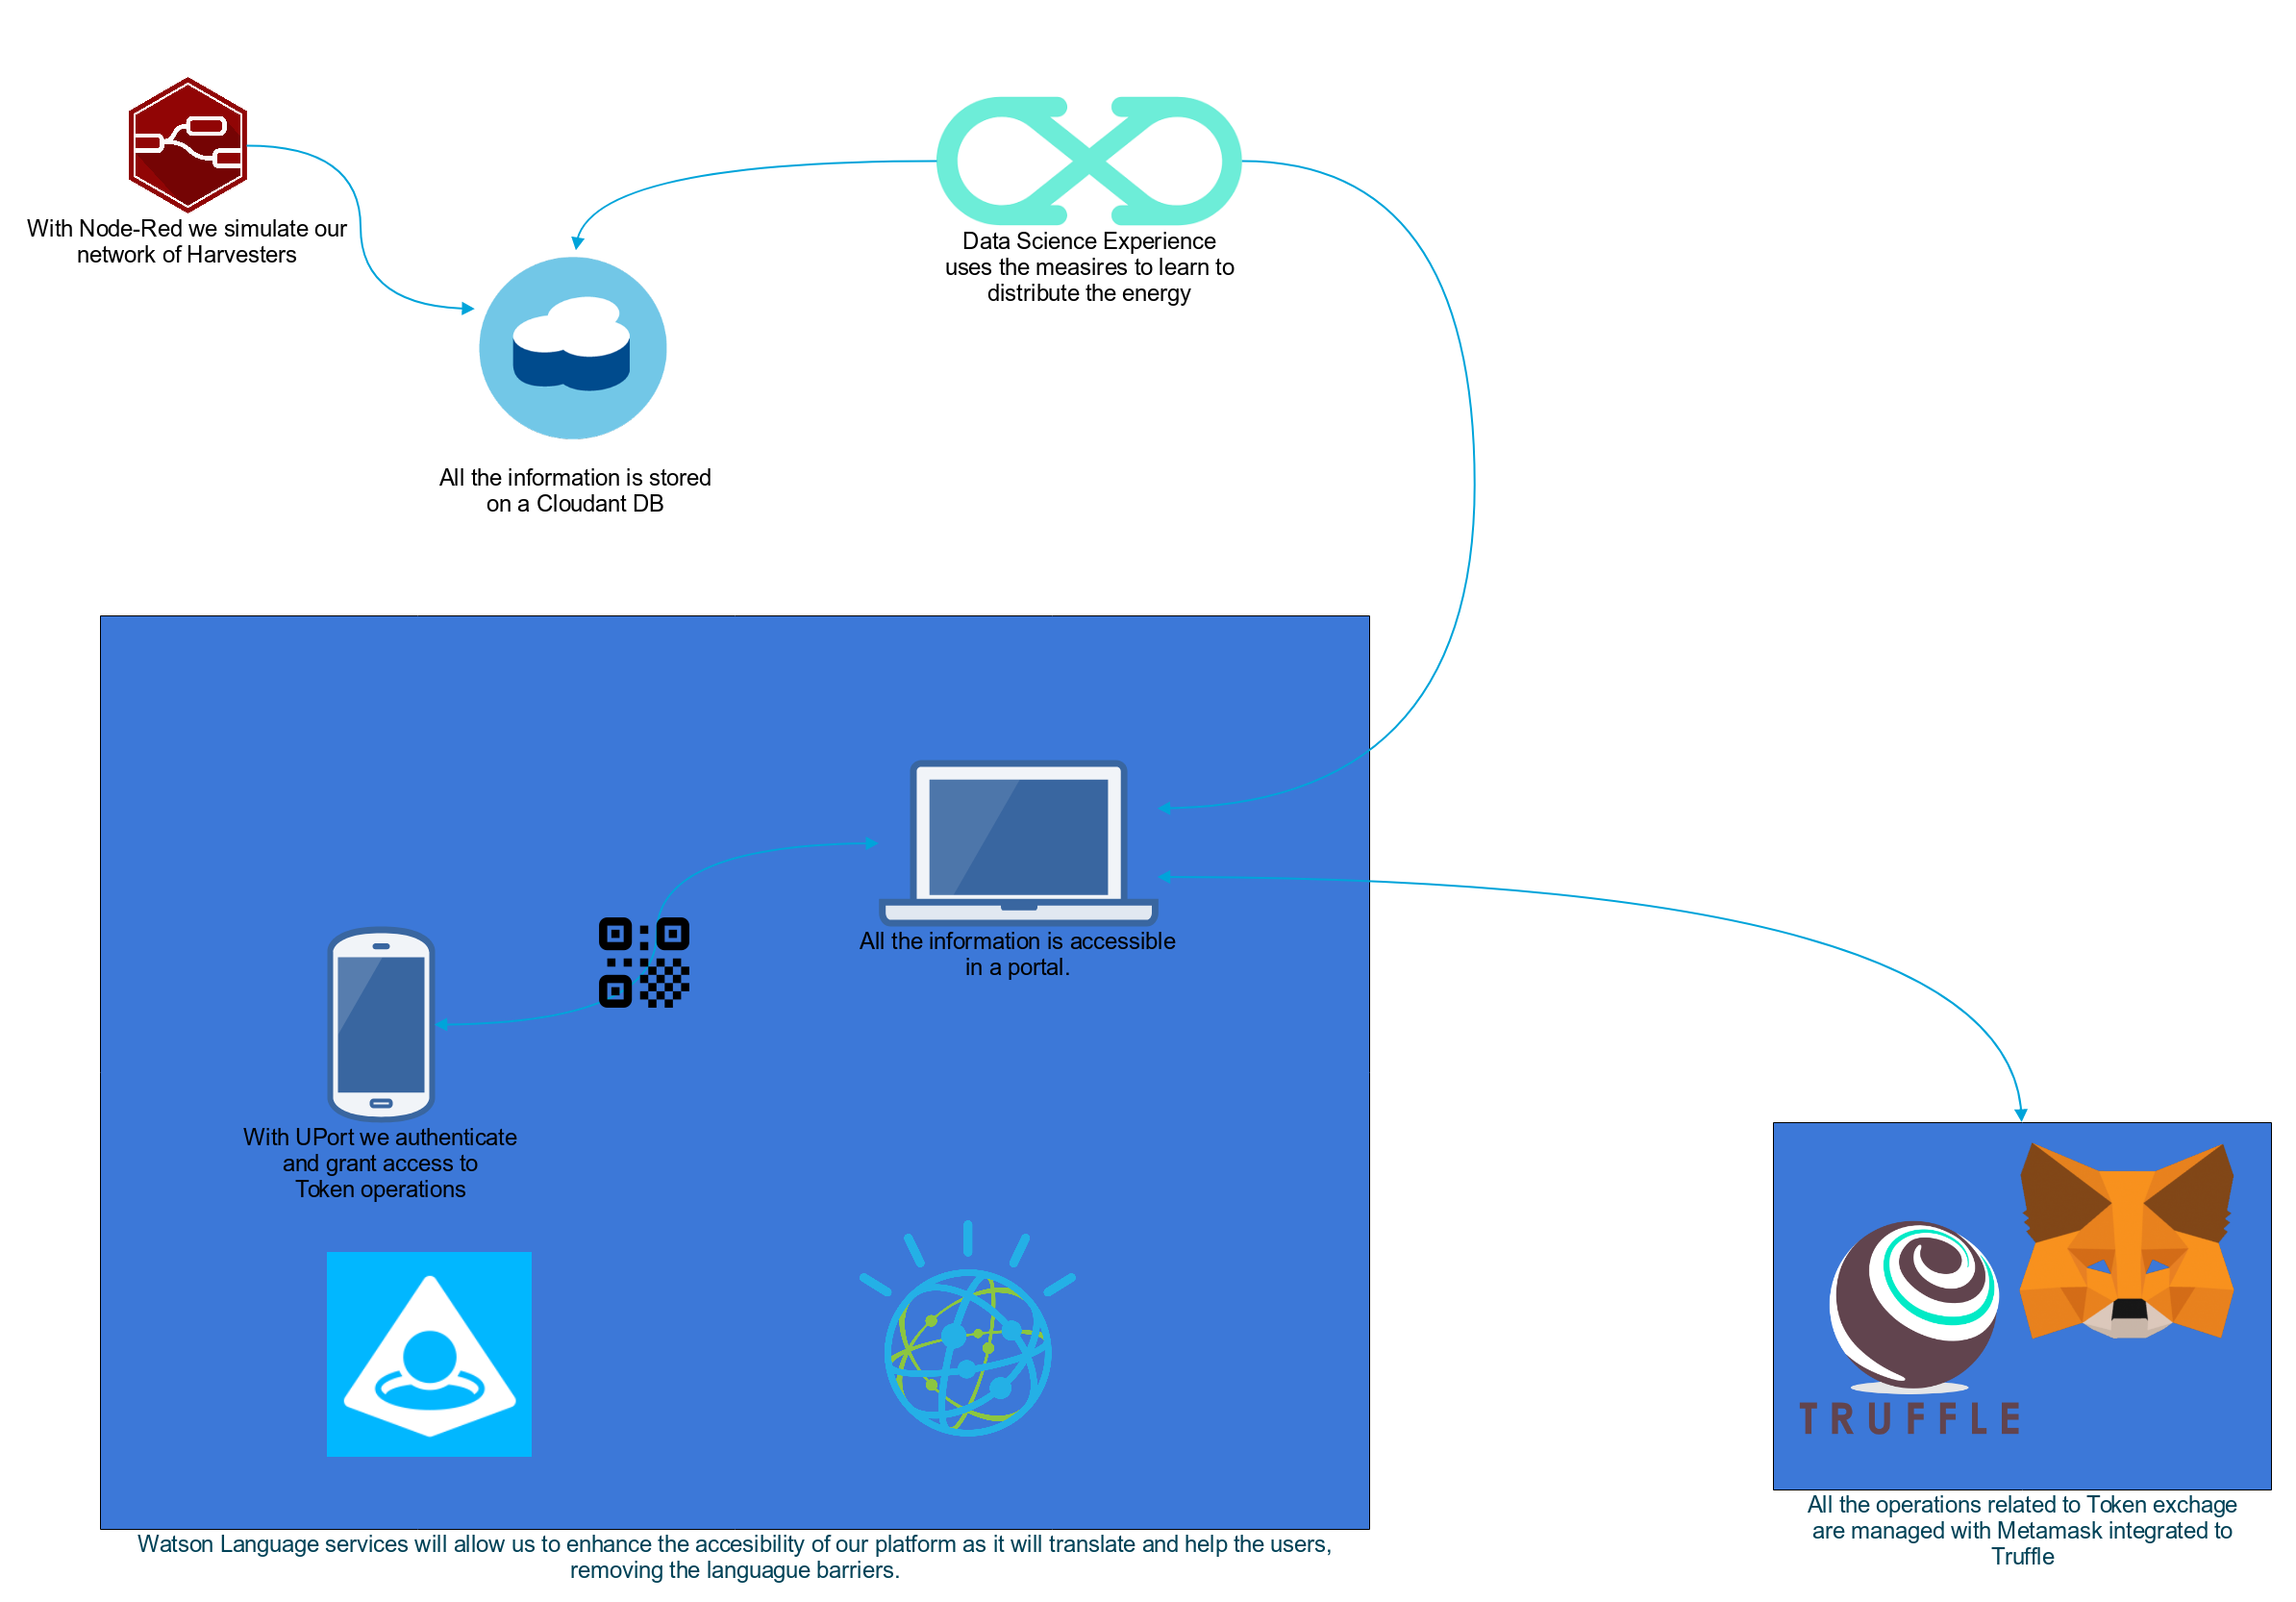 With Node-Red we simulate our
network of Harvesters
Data Science Experience
uses the measires to learn to
distribute the energy
All the information is stored
on a Cloudant DB
All the information is accessible
in a portal.
With UPort we authenticate
and grant access to
Token operations
TRUFFLE
Watson Language services will allow us to enhance the accesibility of our platform as it will translate and help the users,
removing the languague barriers.
All the operations related to Token exchage
are managed with Metamask integrated to
Truffle